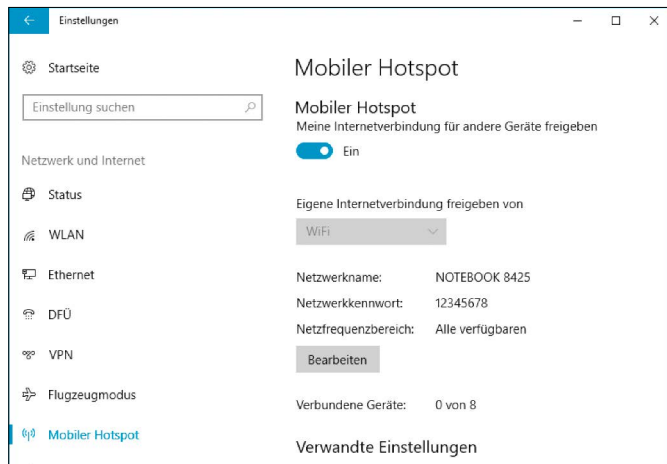 Einstellungen
Startseite
Einstellung suchen
Netzwerk und Internet
Status
WLAN
Ethernet
DFÜ
VPN
Flugzeugmodus
Mobiler Hotspot
Mobiler Hotspot
Mobiler Hotspot
Meine Internetverbindung für andere Geräte freigeben
Ein
Eigene Internetverbindung freigeben von
WiFi
Netzwerkname: NOTEBOOK 8425
Netzwerkkennwort: 12345678
Netzfrequenzbereich: Alle verfügbaren
Bearbeiten
Verbundene Geräte: 0 von 8
Verwandte Einstellungen